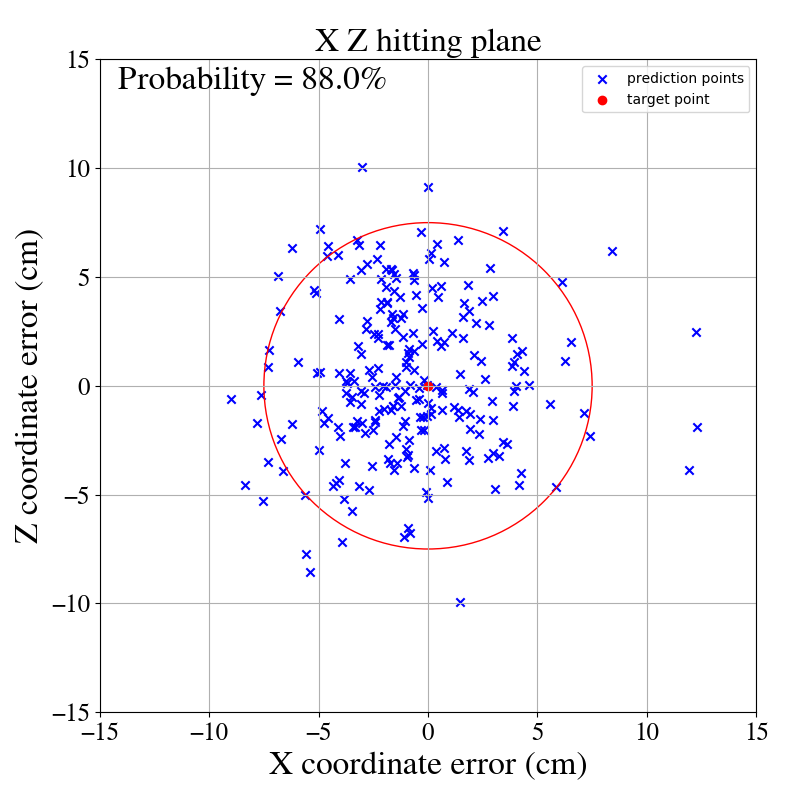 X Z hitting plane
Probability = 88.0%
prediction points
target point
Z coordinate error (cm)
15
10
5
0
−5
−10
−15
−15
−10
−5
0
5
10
15
X coordinate error (cm)